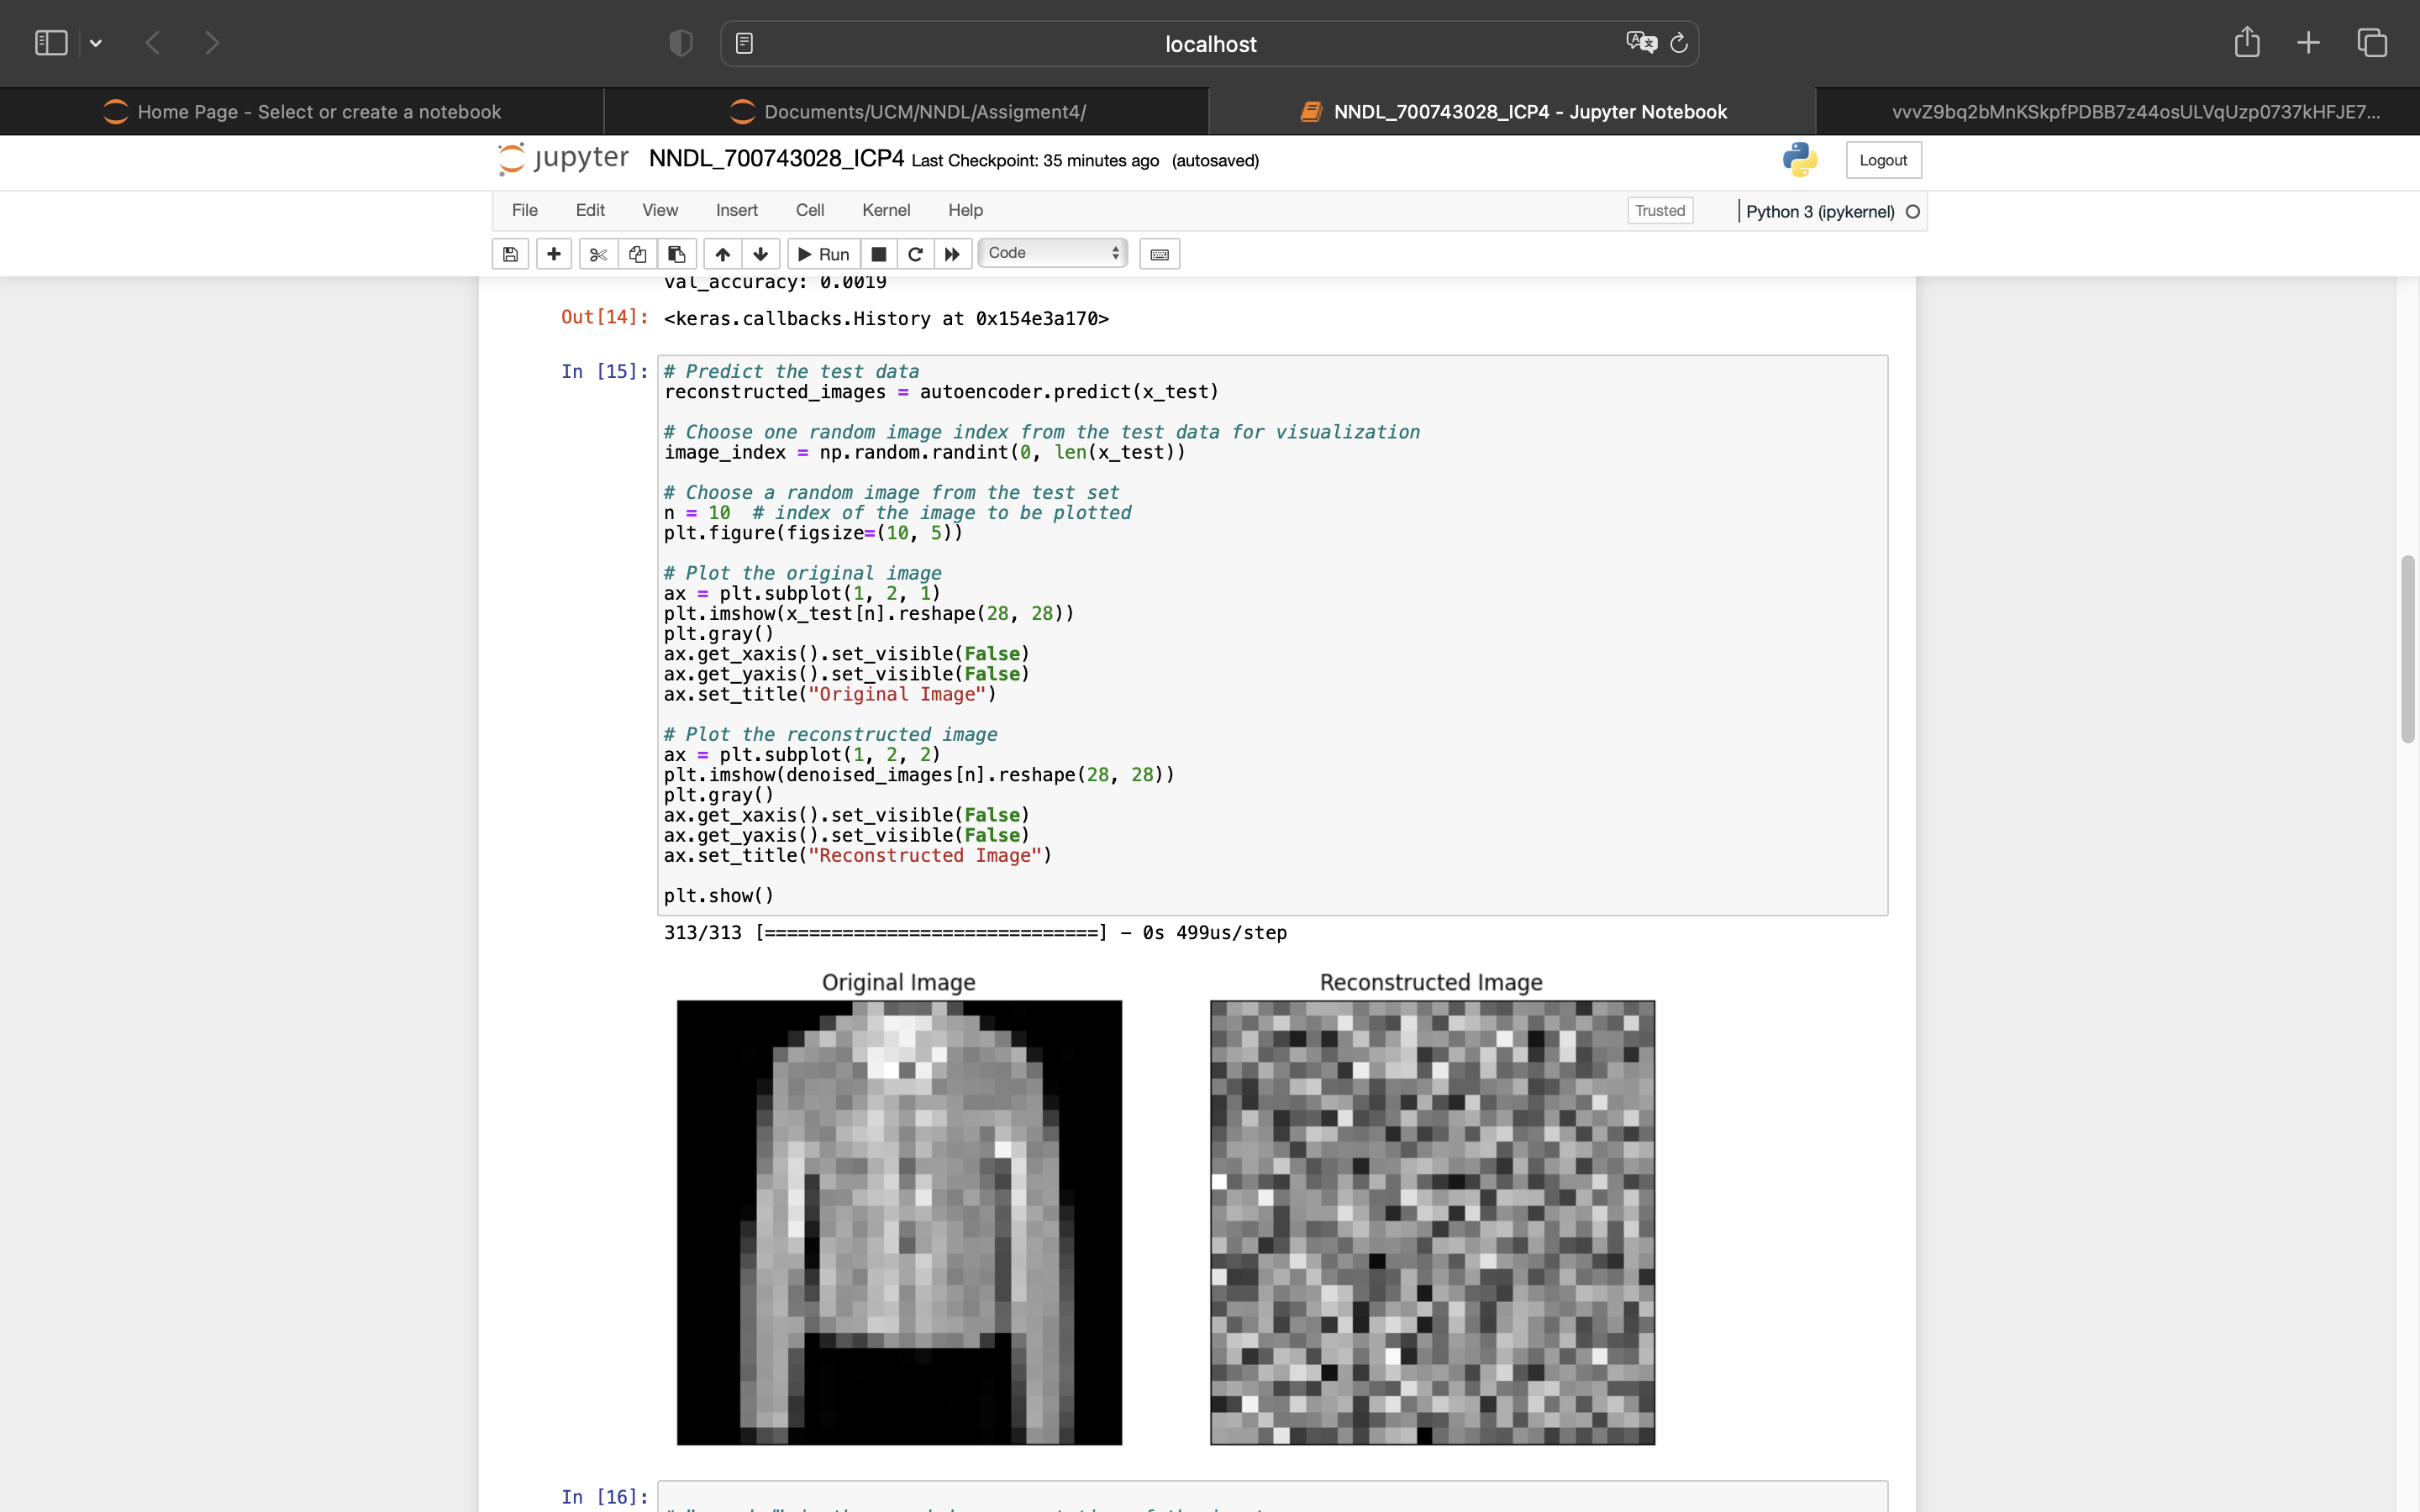 localhost
Home Page - Select or create a notebook
Documents/UCM/NNDL/Assigment4/
NNDL_700743028_ICP4 - Jupyter Notebook
vvvZ9bq2bMnKSkpfPDBB7z44osULVqUzp0737kHFJE7...
jupyter NNDL_700743028_ICP4 Last Checkpoint: 35 minutes ago (autosaved)
Logout
File Edit View Insert Cell Kernel Help
Trusted
Python 3 (ipykernel)
Run
Code
val_accuracy: 0.0019
Out[14]: <keras.callbacks.History at 0x154e3a170>
In [15]: # Predict the test data
reconstructed_images = autoencoder.predict(x_test)
# Choose one random image index from the test data for visualization
image_index = np.random.randint(0, len(x_test))
# Choose a random image from the test set
n = 10  # index of the image to be plotted
plt.figure(figsize=(10, 5))
# Plot the original image
ax = plt.subplot(1, 2, 1)
plt.imshow(x_test[n].reshape(28, 28))
plt.gray()
ax.get_xaxis().set_visible(False)
ax.get_yaxis().set_visible(False)
ax.set_title("Original Image")
# Plot the reconstructed image
ax = plt.subplot(1, 2, 2)
plt.imshow(denoised_images[n].reshape(28, 28))
plt.gray()
ax.get_xaxis().set_visible(False)
ax.get_yaxis().set_visible(False)
ax.set_title("Reconstructed Image")
plt.show()
313/313 [==============================] - 0s 499us/step
Original Image
Reconstructed Image
In [16]: